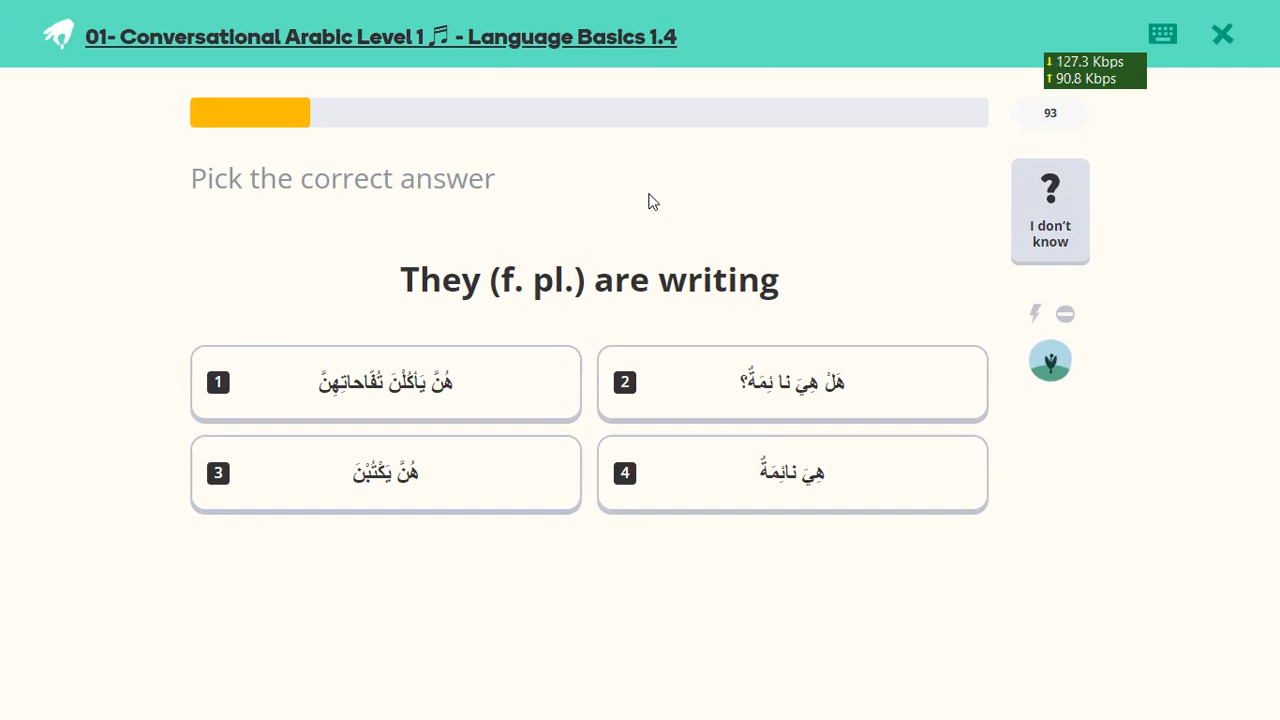 01- Conversational Arabic Level 1 🎵 - Language Basics 1.4
↓ 127.3 Kbps
↑ 90.8 Kbps
93
Pick the correct answer
?
I don't
know
They (f. pl.) are writing
1 هُنَّ يَأكُلْنَ تُفّاحاتِهِنَّ
2 هَلْ هِيَ نا ئِمَةٌ؟
3 هُنَّ يَكْتُبْنَ
4 هِيَ نائِمَةٌ